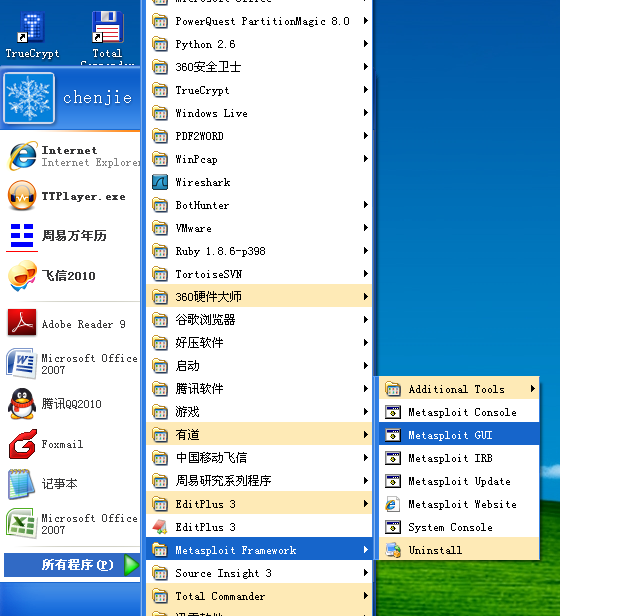 TrueCrypt
Total
chenjie
Internet
Internet Explorer
TTPlayer.exe
周易万年历
飞信2010
Adobe Reader 9
Microsoft Office
2007
腾讯QQ2010
Foxmail
记事本
Microsoft Office
2007
所有程序(P)
PowerQuest PartitionMagic 8.0
Python 2.6
360安全卫士
TrueCrypt
Windows Live
PDF2WORD
WinPcap
Wireshark
BotHunter
VMware
Ruby 1.8.6-p398
TortoiseSVN
360硬件大师
谷歌浏览器
好压软件
启动
腾讯软件
游戏
有道
中国移动飞信
周易研究系列程序
EditPlus 3
EditPlus 3
Metasploit Framework
Source Insight 3
Total Commander
Additional Tools
Metasploit Console
Metasploit GUI
Metasploit IRB
Metasploit Update
Metasploit Website
System Console
Uninstall